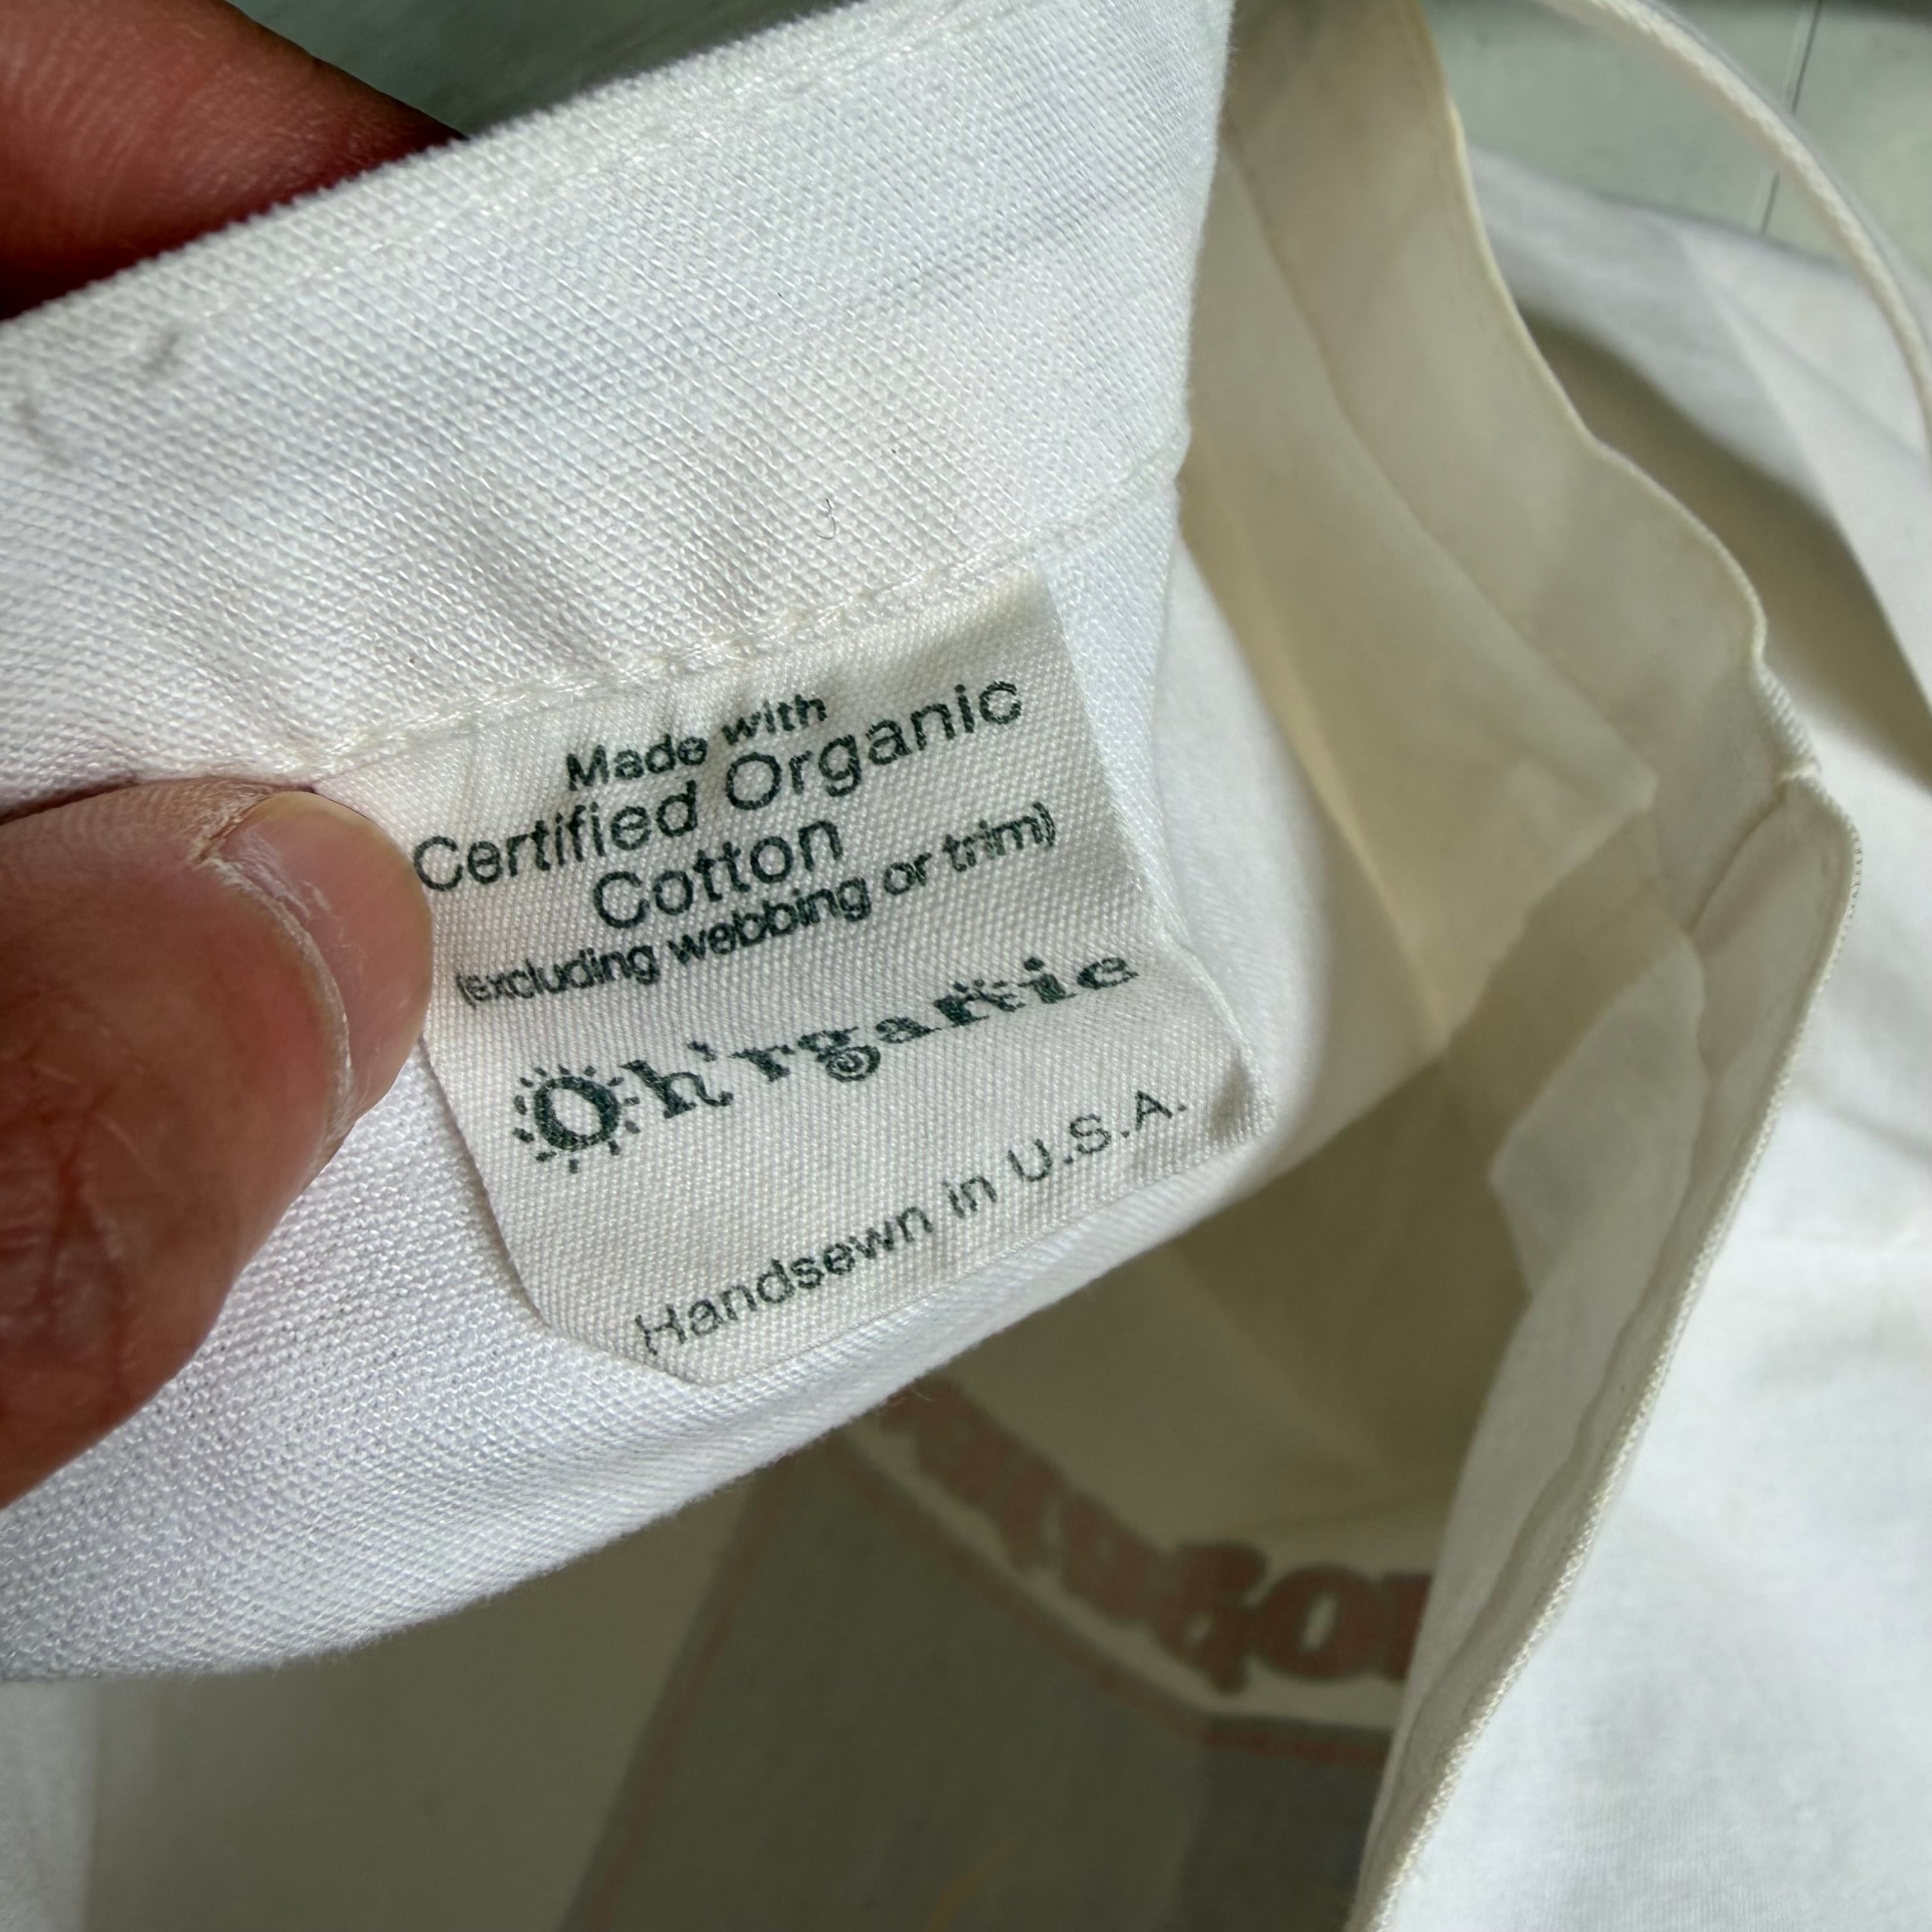 Made with
Certified Organic
Cotton
(excluding webbing or trim)
Oh'rganic
Handsewn in U.S.A.